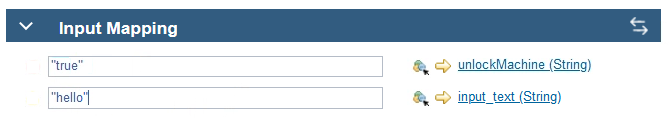 Input Mapping
"true" unlockMachine (String)
"hello" input_text (String)